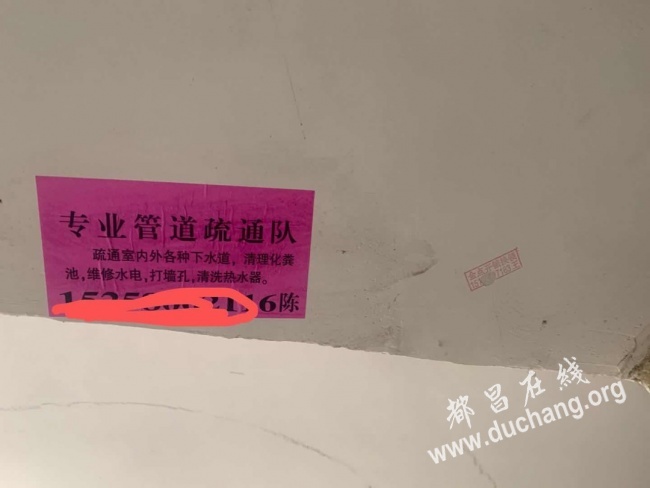 专业管道疏通队
疏通室内外各种下水道,清理化粪
池,维修水电,打墙孔,清洗热水器。
陈
都昌在线
www.duchang.org